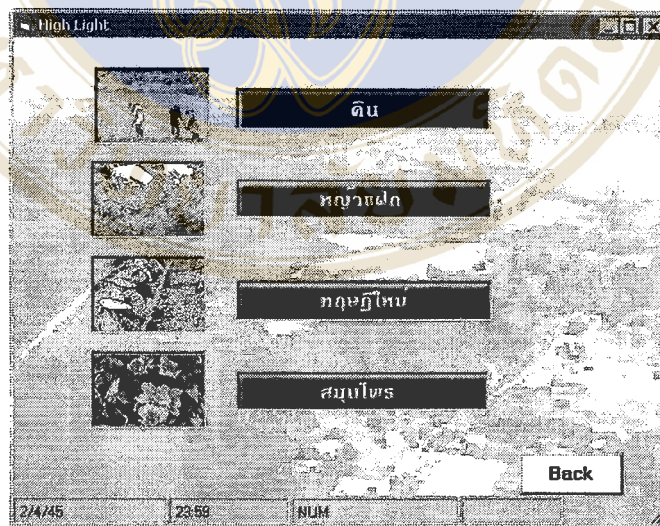 High Light
ดิน
หญ้าแฝก
ทฤษฎีใหม่
สมุนไพร
Back
2/4/45 23:59 NUM